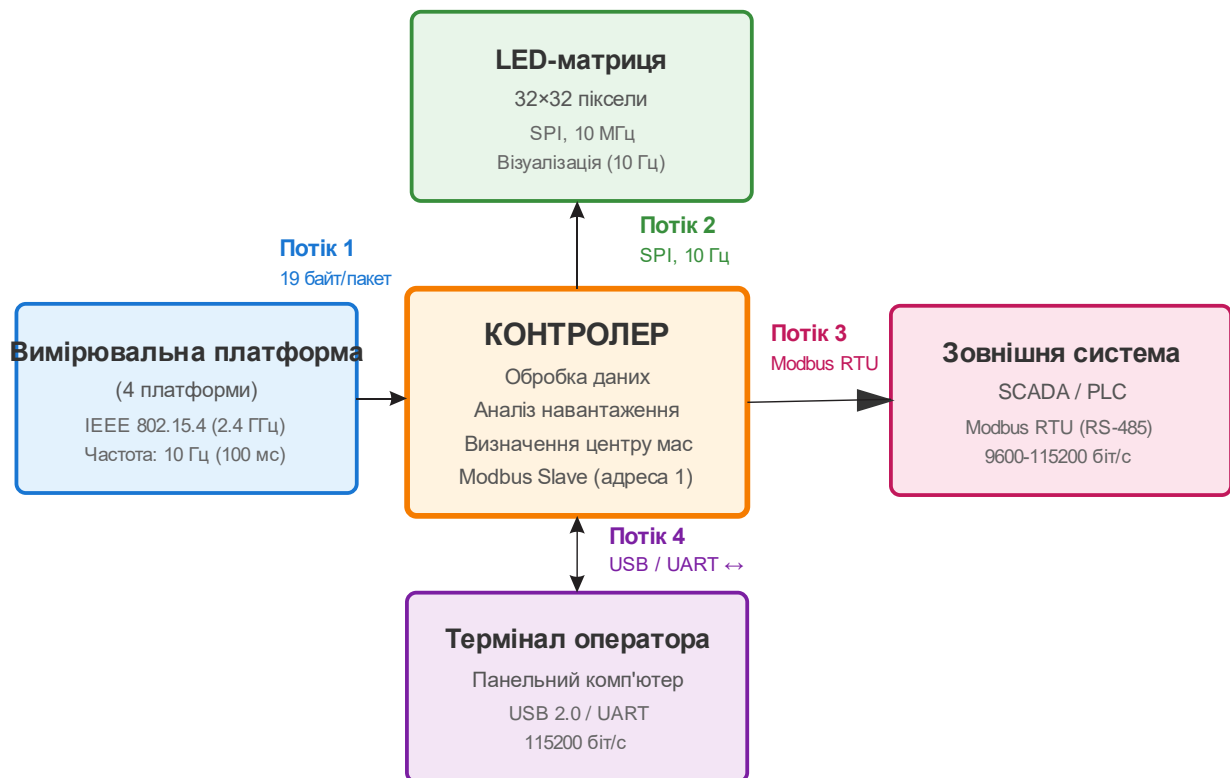 LED-матриця
32×32 піксели
SPI, 10 МГц
Візуалізація (10 Гц)
Потік 2
SPI, 10 Гц
Потік 1
19 байт/пакет
Вимірювальна платформа
(4 платформи)
IEEE 802.15.4 (2.4 ГГц)
Частота: 10 Гц (100 мс)
КОНТРОЛЕР
Обробка даних
Аналіз навантаження
Визначення центру мас
Modbus Slave (адреса 1)
Потік 3
Modbus RTU
Зовнішня система
SCADA / PLC
Modbus RTU (RS-485)
9600-115200 біт/с
Потік 4
USB / UART ↔
Термінал оператора
Панельний комп'ютер
USB 2.0 / UART
115200 біт/с